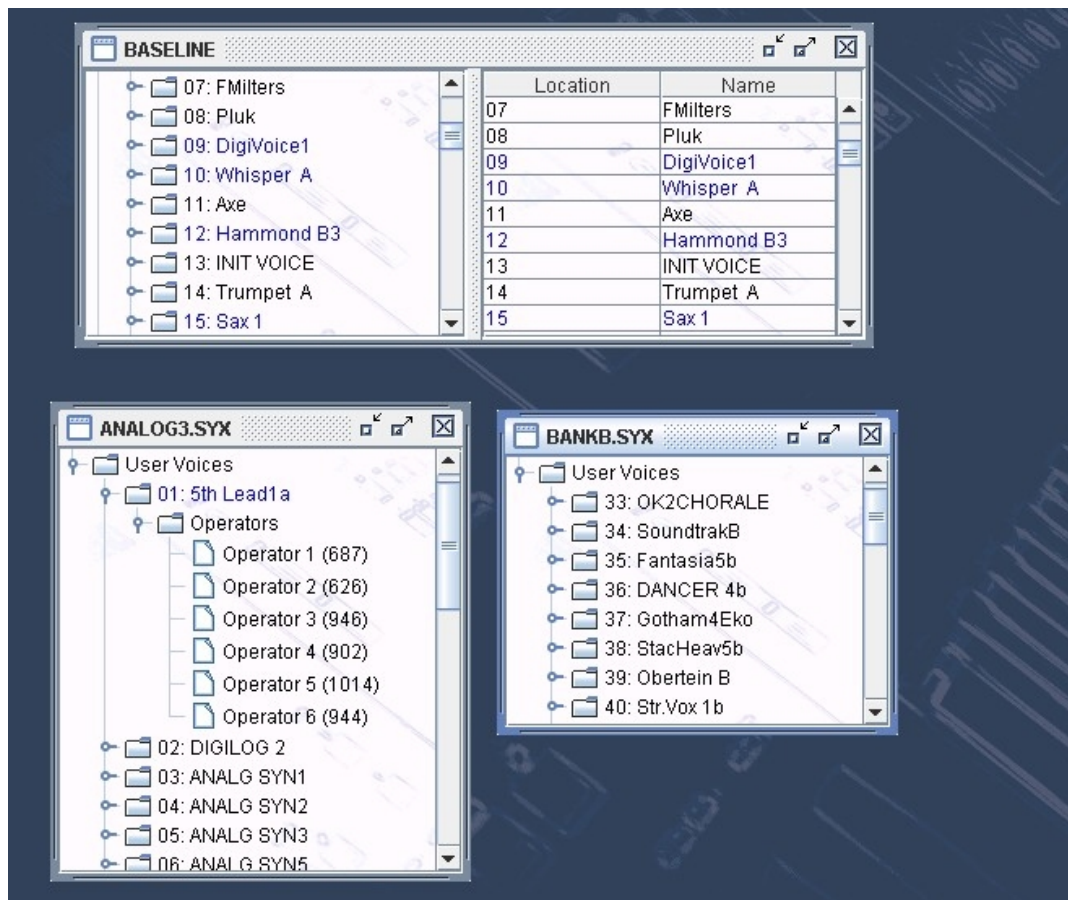 BASELINE
07: FMilters
08: Pluk
09: DigiVoice1
10: Whisper A
11: Axe
12: Hammond B3
13: INIT VOICE
14: Trumpet A
15: Sax 1
Location Name
07 FMilters
08 Pluk
09 DigiVoice1
10 Whisper A
11 Axe
12 Hammond B3
13 INIT VOICE
14 Trumpet A
15 Sax 1
ANALOG3.SYX
User Voices
01: 5th Lead1a
Operators
Operator 1 (687)
Operator 2 (626)
Operator 3 (946)
Operator 4 (902)
Operator 5 (1014)
Operator 6 (944)
02: DIGILOG 2
03: ANALG SYN1
04: ANALG SYN2
05: ANALG SYN3
06: ANALG SYN5
BANKB.SYX
User Voices
33: OK2CHORALE
34: SoundtrakB
35: Fantasia5b
36: DANCER 4b
37: Gotham4Eko
38: StacHeav5b
39: Obertein B
40: Str.Vox 1b